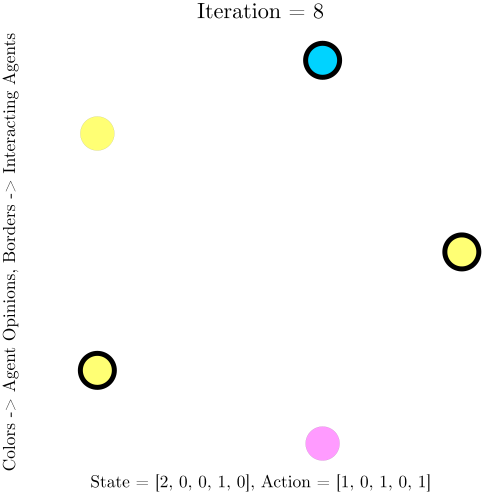 Iteration = 8
Colors -> Agent Opinions, Borders -> Interacting Agents
State = [2, 0, 0, 1, 0], Action = [1, 0, 1, 0, 1]